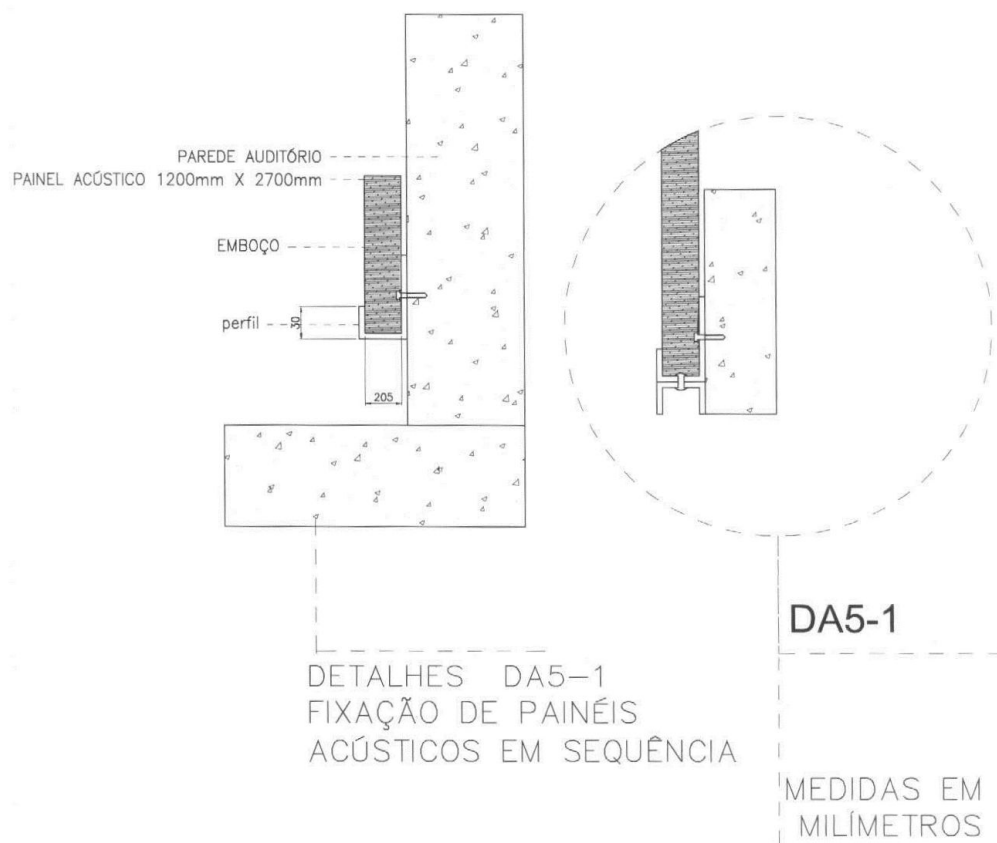 PAREDE AUDITÓRIO
PAINEL ACÚSTICO 1200mm X 2700mm
EMBOÇO
perfil
30
205
DETALHES DA5-1
FIXAÇÃO DE PAINÉIS
ACÚSTICOS EM SEQUÊNCIA
DA5-1
MEDIDAS EM
MILÍMETROS